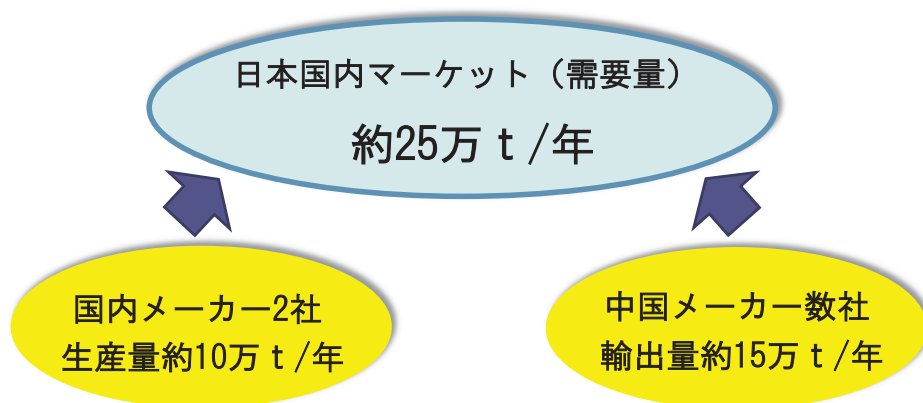 日本国内マーケット（需要量）
約25万ｔ/年
国内メーカー2社
生産量約10万ｔ/年
中国メーカー数社
輸出量約15万ｔ/年